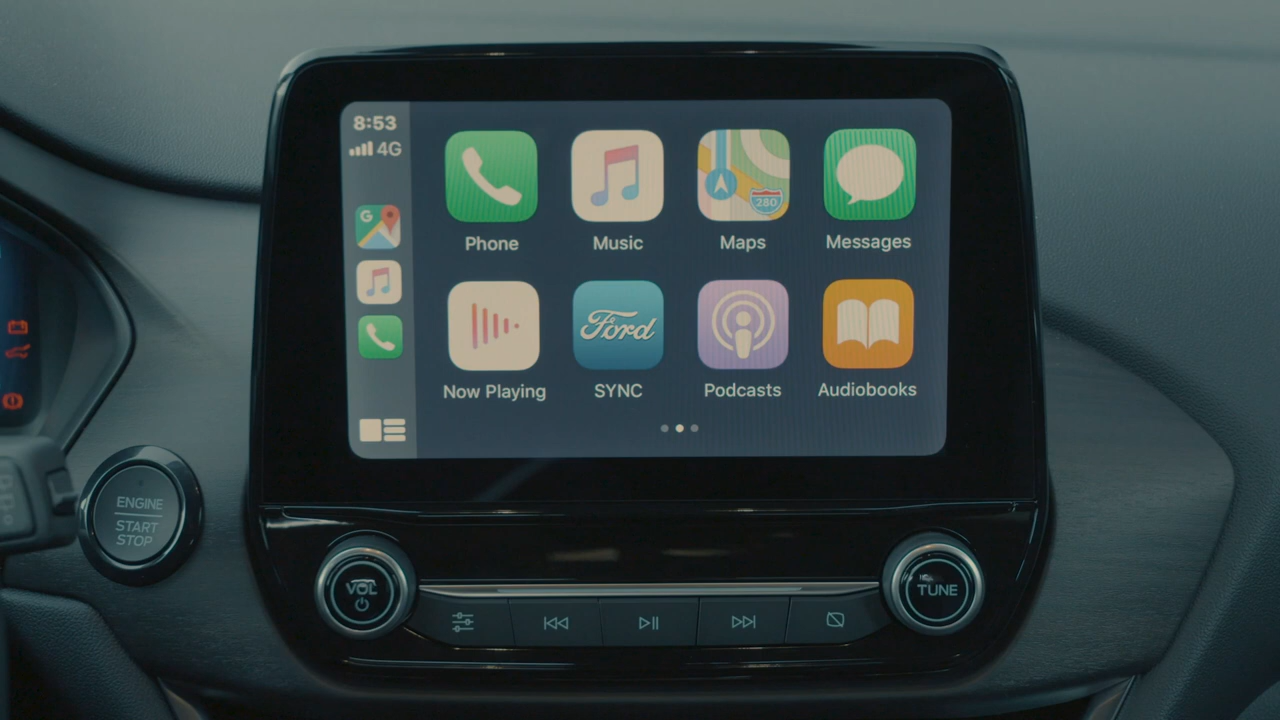 8:53
4G
G
Phone
Music
280
Maps
Messages
Now Playing
Ford
SYNC
Podcasts
Audiobooks
ENGINE
START
STOP
VOL
TUNE